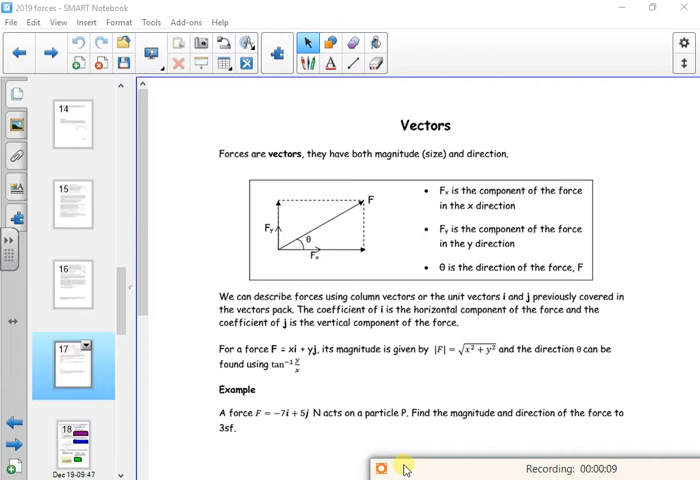 2019 forces - SMART Notebook
File Edit View Insert Format Tools Add-ons Help
14
15
16
17
18
Dec 19-09:47
Vectors
Forces are vectors, they have both magnitude (size) and direction.
F
Fy
θ
Fx
• Fx is the component of the force
in the x direction
• Fy is the component of the force
in the y direction
• θ is the direction of the force, F
We can describe forces using column vectors or the unit vectors i and j previously covered in
the vectors pack. The coefficient of i is the horizontal component of the force and the
coefficient of j is the vertical component of the force.
For a force F = xi + yj, its magnitude is given by |F| = √x² + y² and the direction θ can be
found using tan⁻¹ y/x
Example
A force F = −7i + 5j N acts on a particle P. Find the magnitude and direction of the force to
3sf.
Recording: 00:00:09